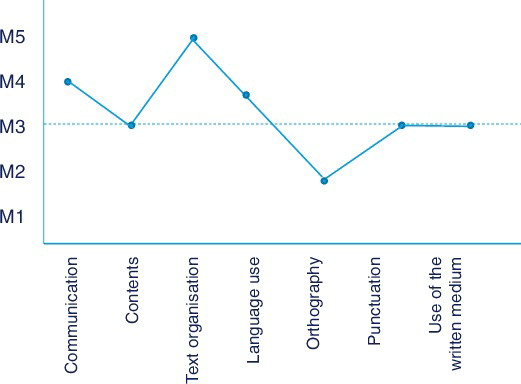 M5
M4
M3
M2
M1
Communication
Contents
Text organisation
Language use
Orthography
Punctuation
Use of the
written medium